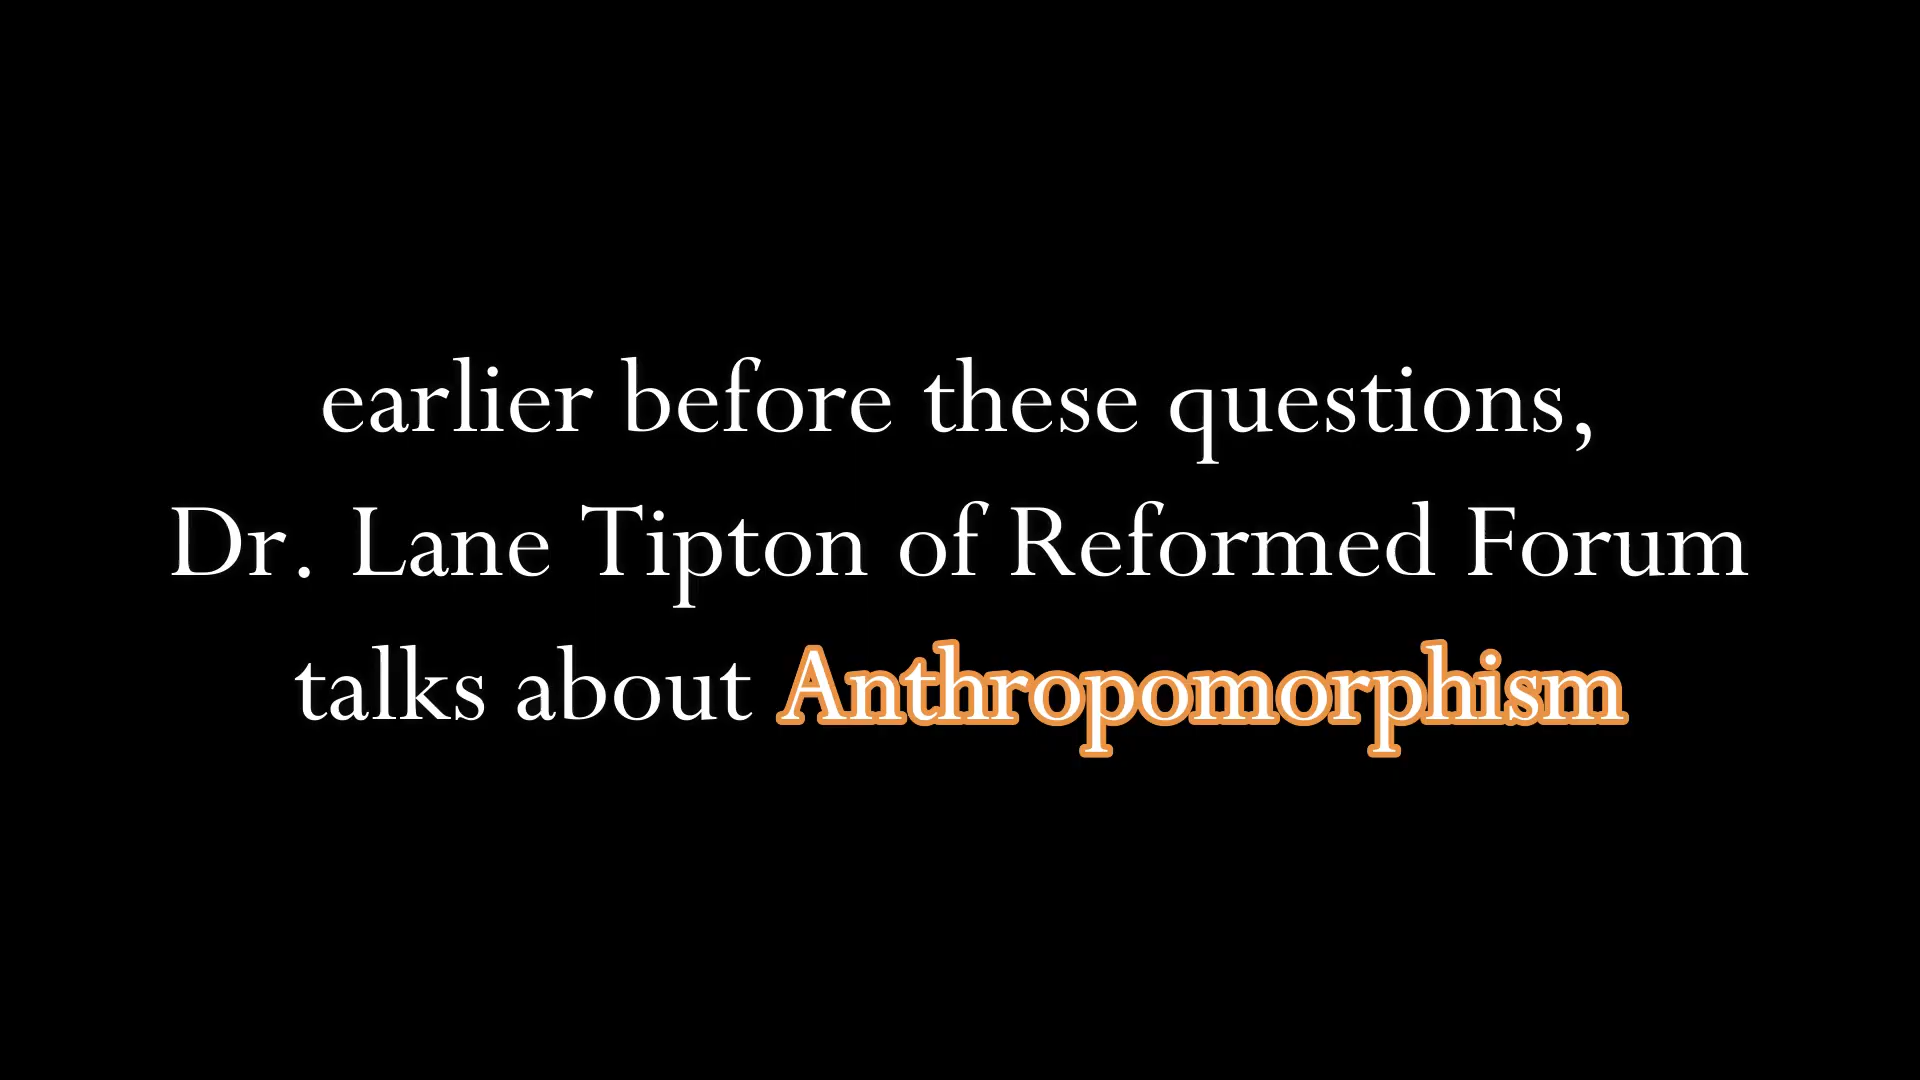 earlier before these questions,
Dr. Lane Tipton of Reformed Forum
talks about Anthropomorphism